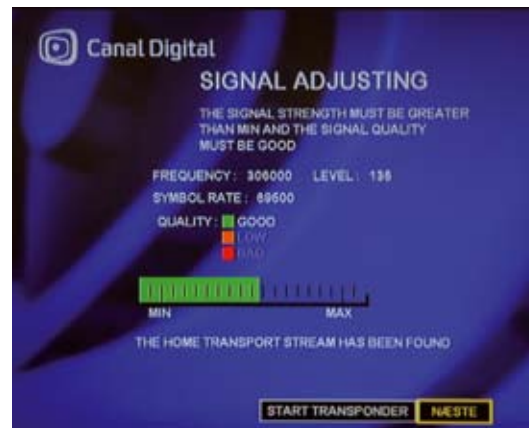 Canal Digital
SIGNAL ADJUSTING
THE SIGNAL STRENGTH MUST BE GREATER
THAN MIN AND THE SIGNAL QUALITY
MUST BE GOOD
FREQUENCY: 306000 LEVEL: 136
SYMBOL RATE: 69500
QUALITY: GOOD
LOW
BAD
MIN MAX
THE HOME TRANSPORT STREAM HAS BEEN FOUND
START TRANSPONDER NÆSTE